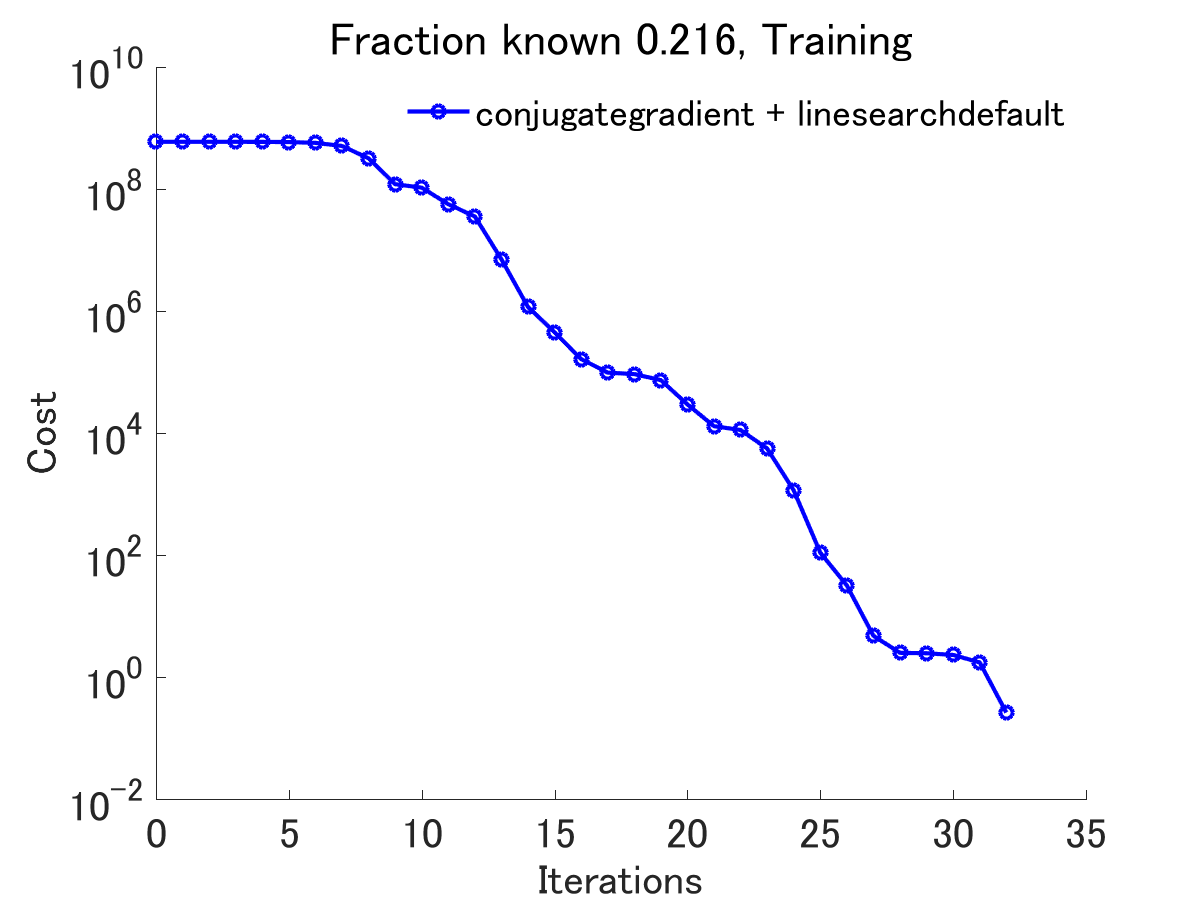 Fraction known 0.216, Training
conjugategradient + linesearchdefault
10^10
10^8
10^6
10^4
10^2
10^0
10^-2
Cost
0 5 10 15 20 25 30 35
Iterations